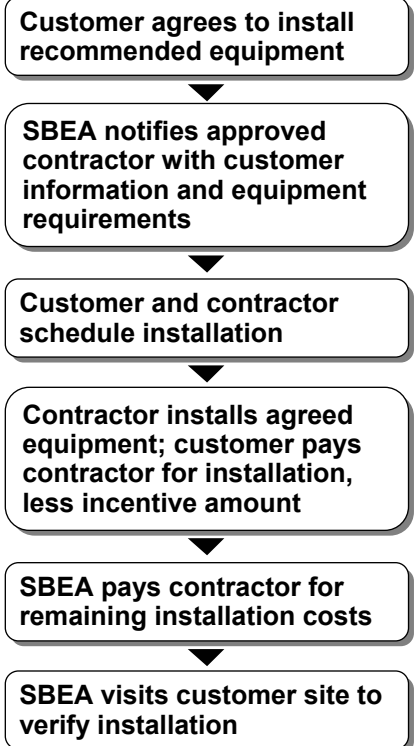 Customer agrees to install
recommended equipment
SBEA notifies approved
contractor with customer
information and equipment
requirements
Customer and contractor
schedule installation
Contractor installs agreed
equipment; customer pays
contractor for installation,
less incentive amount
SBEA pays contractor for
remaining installation costs
SBEA visits customer site to
verify installation